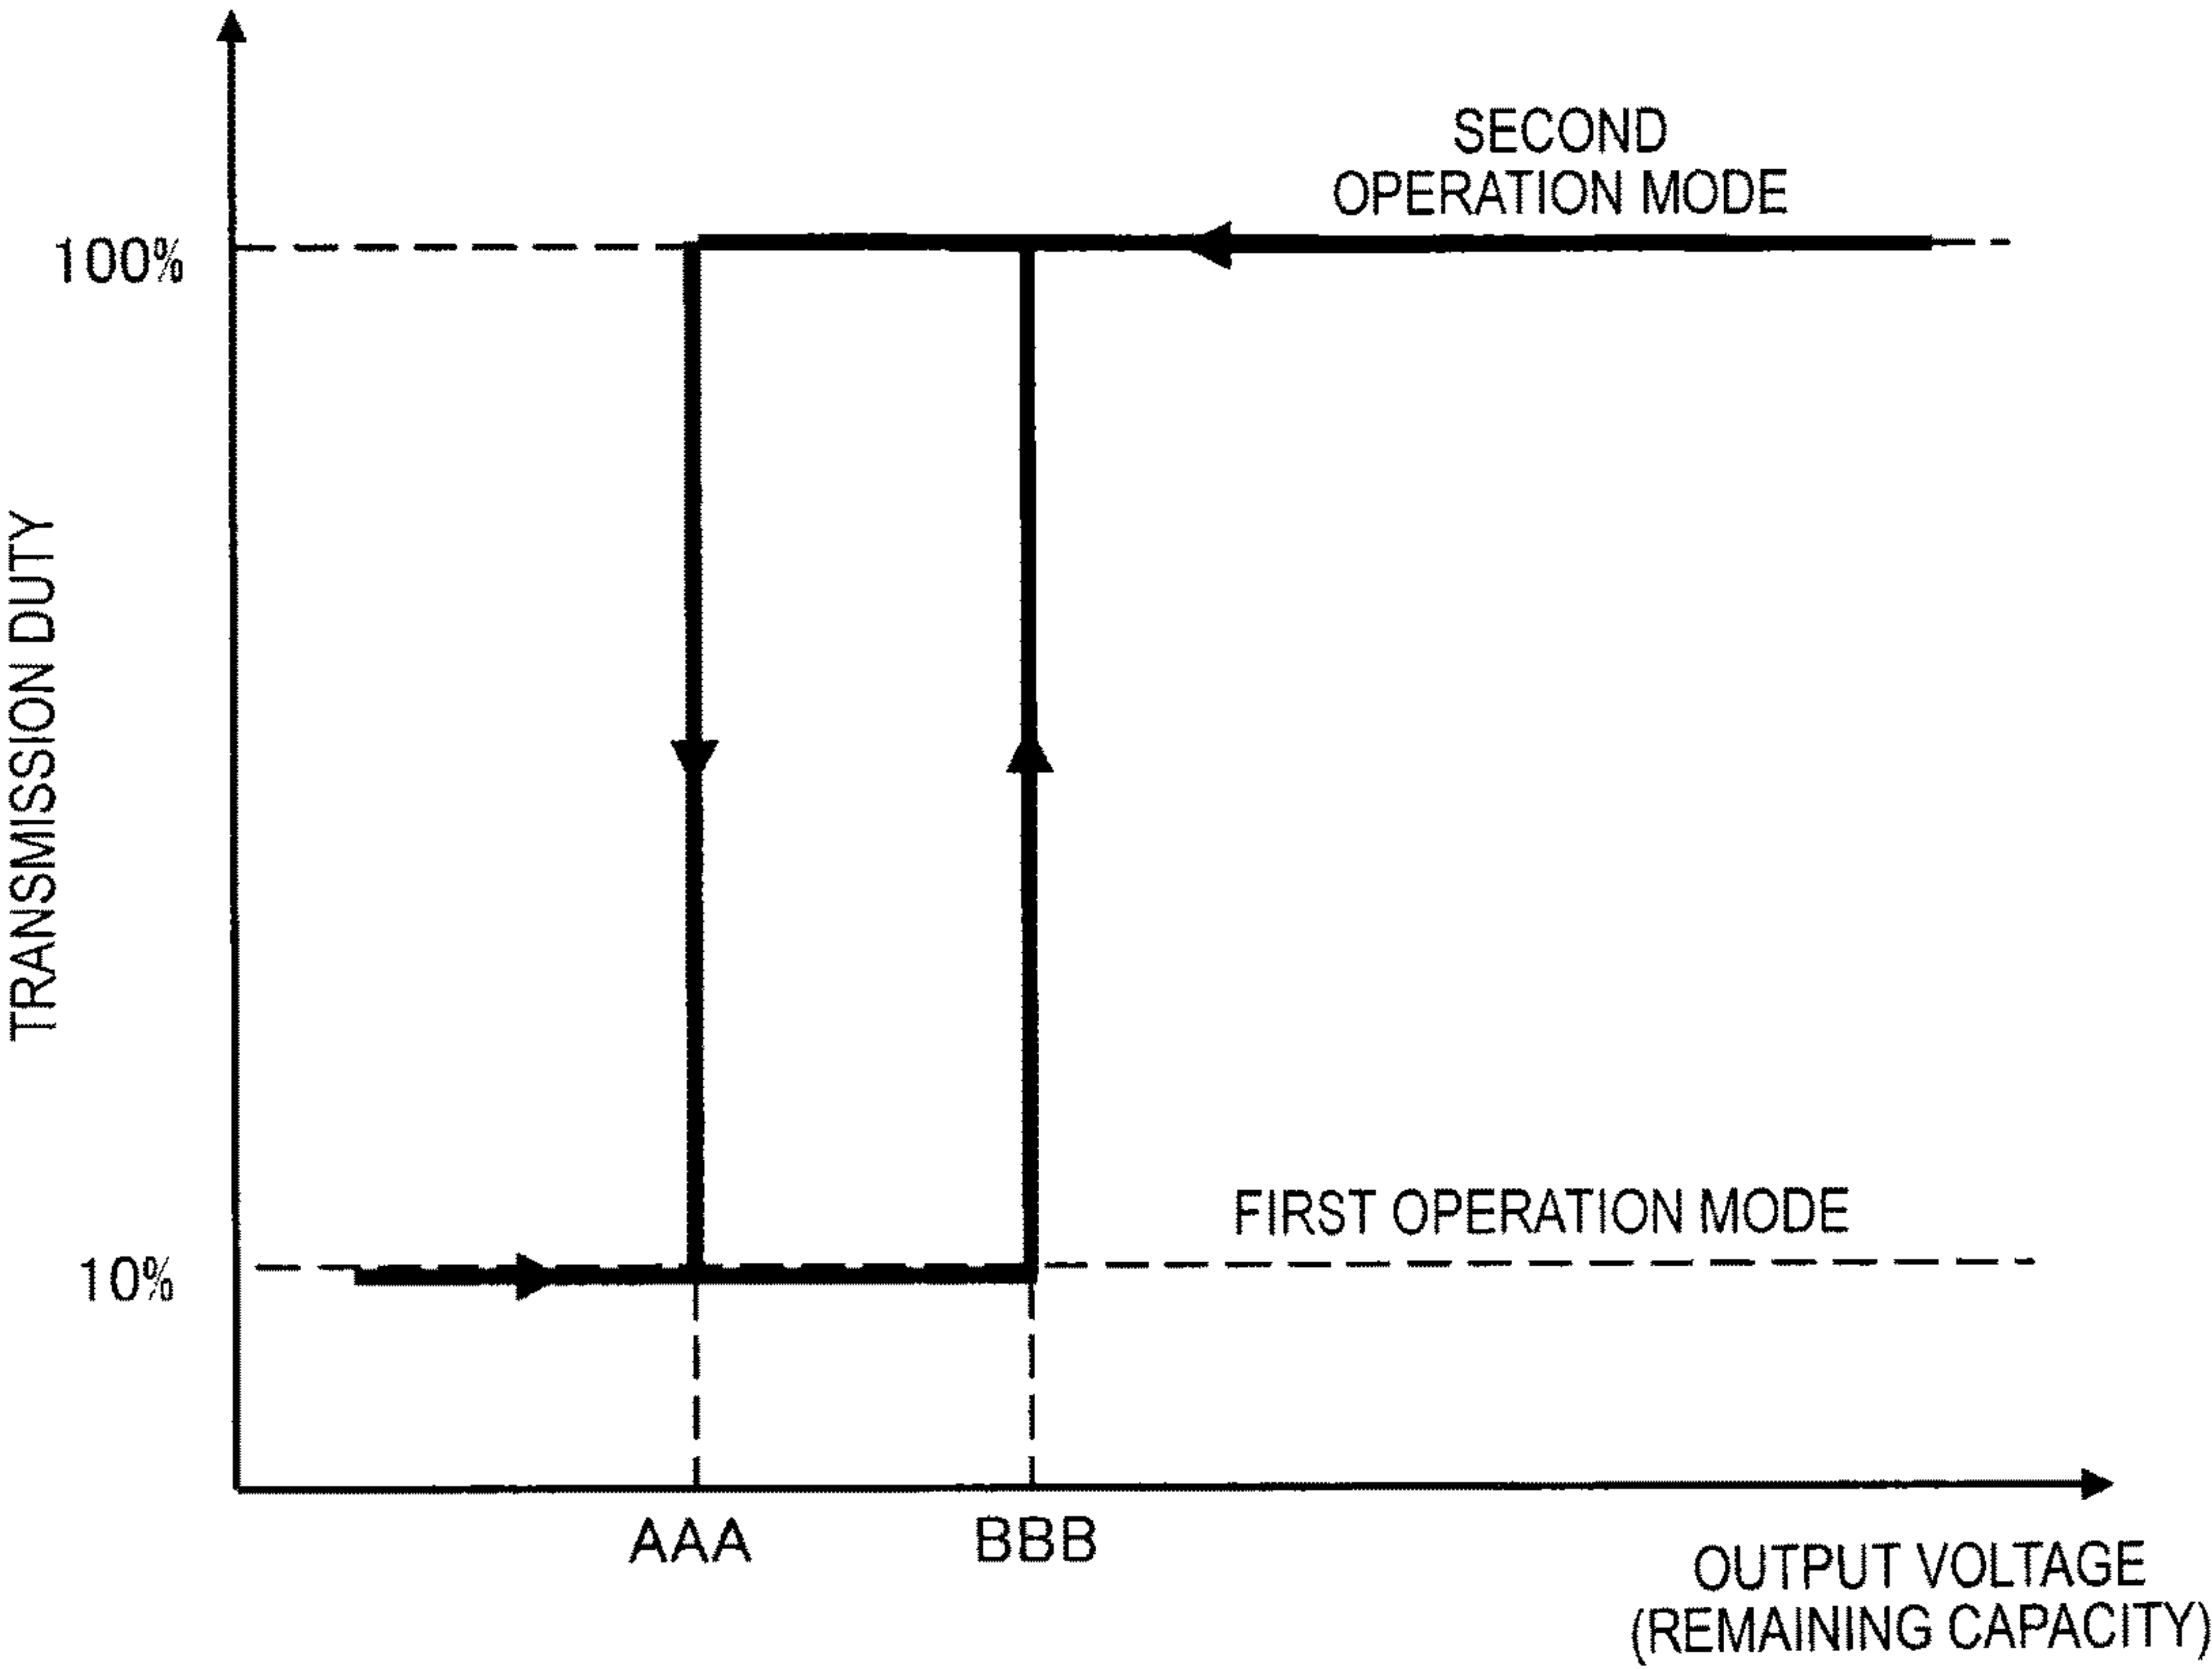 SECOND
OPERATION MODE
100%
TRANSMISSION DUTY
FIRST OPERATION MODE
10%
AAA
BBB
OUTPUT VOLTAGE
(REMAINING CAPACITY)